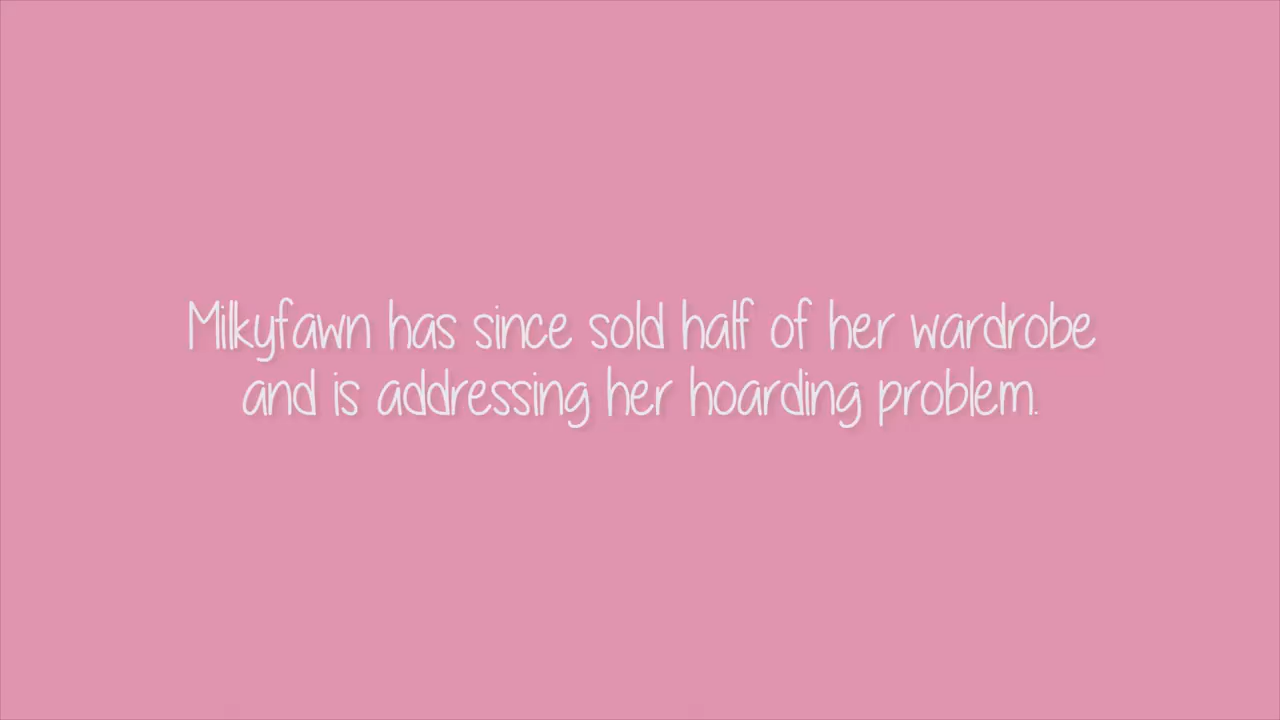 Milkyfawn has since sold half of her wardrobe
and is addressing her hoarding problem.